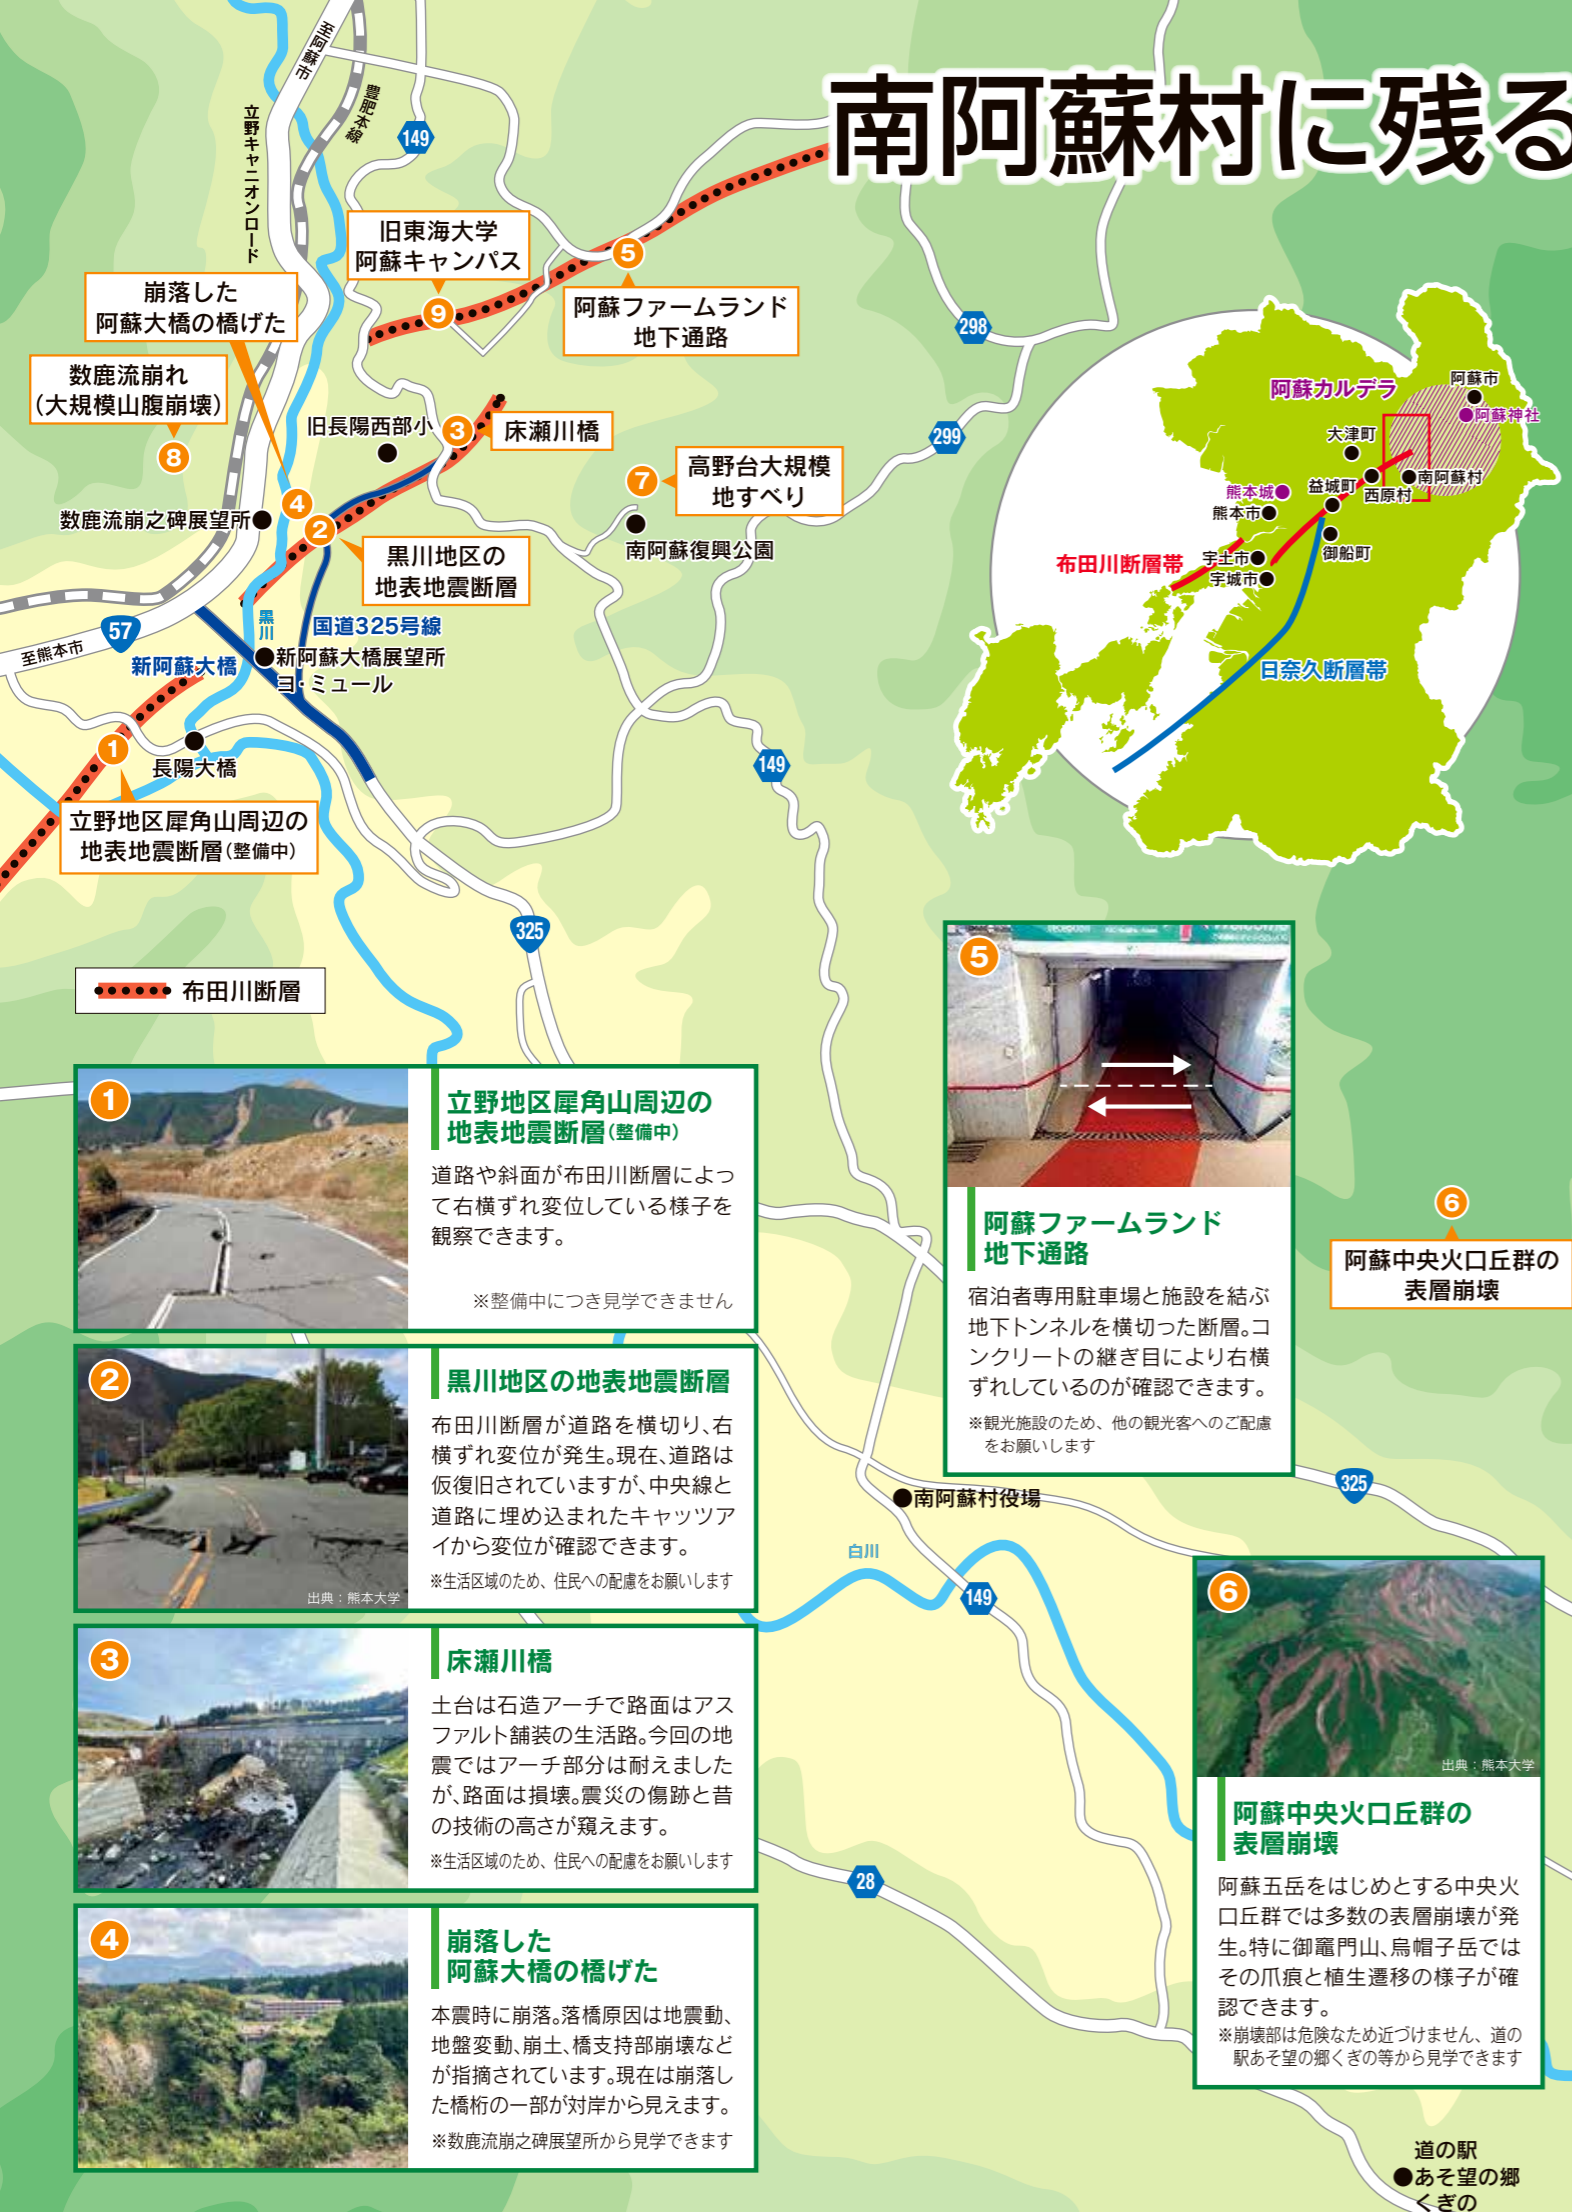 南阿蘇村に残る
至阿蘇市
豊肥本線
立野キャニオンロード
149
旧東海大学
阿蘇キャンパス
9
5
阿蘇ファームランド
地下通路
崩落した
阿蘇大橋の橋げた
数鹿流崩れ
(大規模山腹崩壊)
8
旧長陽西部小
3
床瀬川橋
298
299
7
高野台大規模
地すべり
南阿蘇復興公園
4
数鹿流崩之碑展望所
2
黒川地区の
地表地震断層
57
至熊本市
黒川
国道325号線
新阿蘇大橋
新阿蘇大橋展望所
ヨ・ミュール
1
長陽大橋
149
立野地区犀角山周辺の
地表地震断層(整備中)
325
阿蘇カルデラ
阿蘇市
阿蘇神社
大津町
南阿蘇村
益城町
西原村
熊本城
熊本市
御船町
布田川断層帯
宇土市
宇城市
日奈久断層帯
布田川断層
1
立野地区犀角山周辺の
地表地震断層(整備中)
道路や斜面が布田川断層によっ
て右横ずれ変位している様子を
観察できます。
※整備中につき見学できません
2
黒川地区の地表地震断層
布田川断層が道路を横切り、右
横ずれ変位が発生。現在、道路は
仮復旧されていますが、中央線と
道路に埋め込まれたキャッツア
イから変位が確認できます。
※生活区域のため、住民への配慮をお願いします
出典：熊本大学
3
床瀬川橋
土台は石造アーチで路面はアス
ファルト舗装の生活路。今回の地
震ではアーチ部分は耐えました
が、路面は損壊。震災の傷跡と昔
の技術の高さが窺えます。
※生活区域のため、住民への配慮をお願いします
4
崩落した
阿蘇大橋の橋げた
本震時に崩落。落橋原因は地震動、
地盤変動、崩土、橋支持部崩壊など
が指摘されています。現在は崩落し
た橋桁の一部が対岸から見えます。
※数鹿流崩之碑展望所から見学できます
5
阿蘇ファームランド
地下通路
宿泊者専用駐車場と施設を結ぶ
地下トンネルを横切った断層。コ
ンクリートの継ぎ目により右横
ずれしているのが確認できます。
※観光施設のため、他の観光客へのご配慮
をお願いします
6
阿蘇中央火口丘群の
表層崩壊
325
南阿蘇村役場
白川
149
28
6
出典：熊本大学
阿蘇中央火口丘群の
表層崩壊
阿蘇五岳をはじめとする中央火
口丘群では多数の表層崩壊が発
生。特に御竈門山、烏帽子岳では
その爪痕と植生遷移の様子が確
認できます。
※崩壊部は危険なため近づけません、道の
駅あそ望の郷くぎの等から見学できます
道の駅
あそ望の郷
くぎの